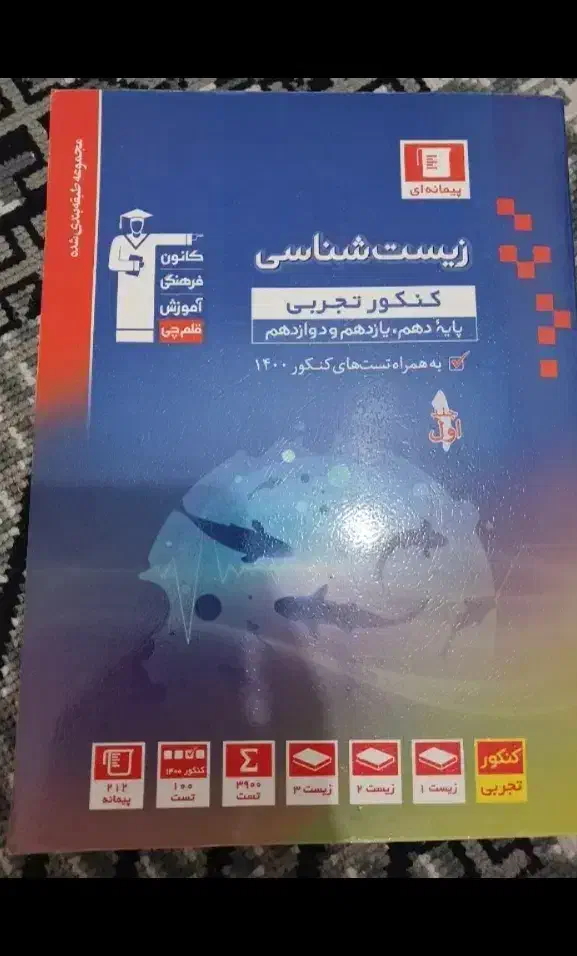 مجموعه طبقه‌بندی شده
پیمانه‌ای
کانون
فرهنگی
آموزش
قلم‌چی
زیست‌شناسی
کنکور تجربی
پایهٔ دهم، یازدهم و دوازدهم
به همراه تست‌های کنکور ۱۴۰۰
جلد
اول
کنکور
تجربی
زیست ۱
زیست ۲
زیست ۳
۳۹۰۰
تست
کنکور ۱۴۰۰
۱۰۰
تست
۲۱۲
پیمانه